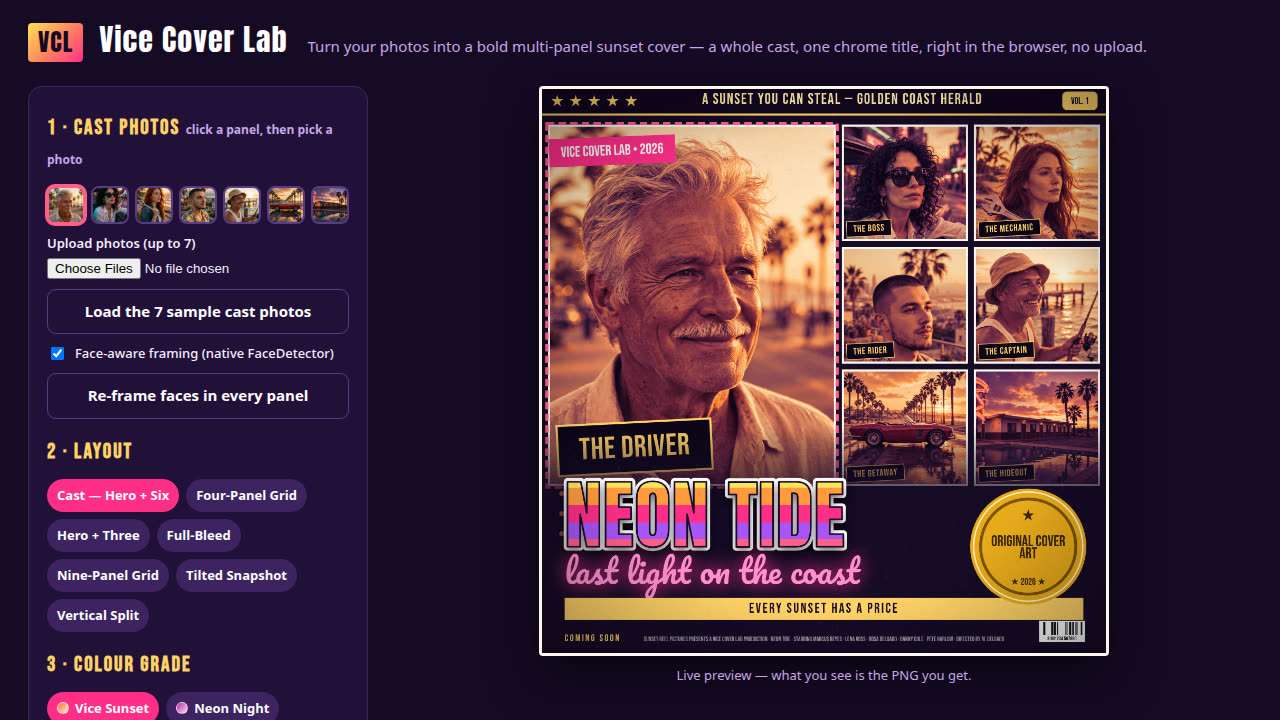 VCL
Vice Cover Lab
Turn your photos into a bold multi-panel sunset cover — a whole cast, one chrome title, right in the browser, no upload.
1 · CAST PHOTOS click a panel, then pick a
photo
Upload photos (up to 7)
Choose Files No file chosen
Load the 7 sample cast photos
Face-aware framing (native FaceDetector)
Re-frame faces in every panel
2 · LAYOUT
Cast — Hero + Six
Four-Panel Grid
Hero + Three
Full-Bleed
Nine-Panel Grid
Tilted Snapshot
Vertical Split
3 · COLOUR GRADE
Vice Sunset
Neon Night
★ ★ ★ ★ ★
A SUNSET YOU CAN STEAL — GOLDEN COAST HERALD
VOL. 1
VICE COVER LAB • 2026
THE BOSS
THE MECHANIC
THE RIDER
THE CAPTAIN
THE DRIVER
THE GETAWAY
THE HIDEOUT
NEON TIDE
last light on the coast
★
ORIGINAL COVER
ART
★ 2026 ★
EVERY SUNSET HAS A PRICE
COMING SOON
Live preview — what you see is the PNG you get.